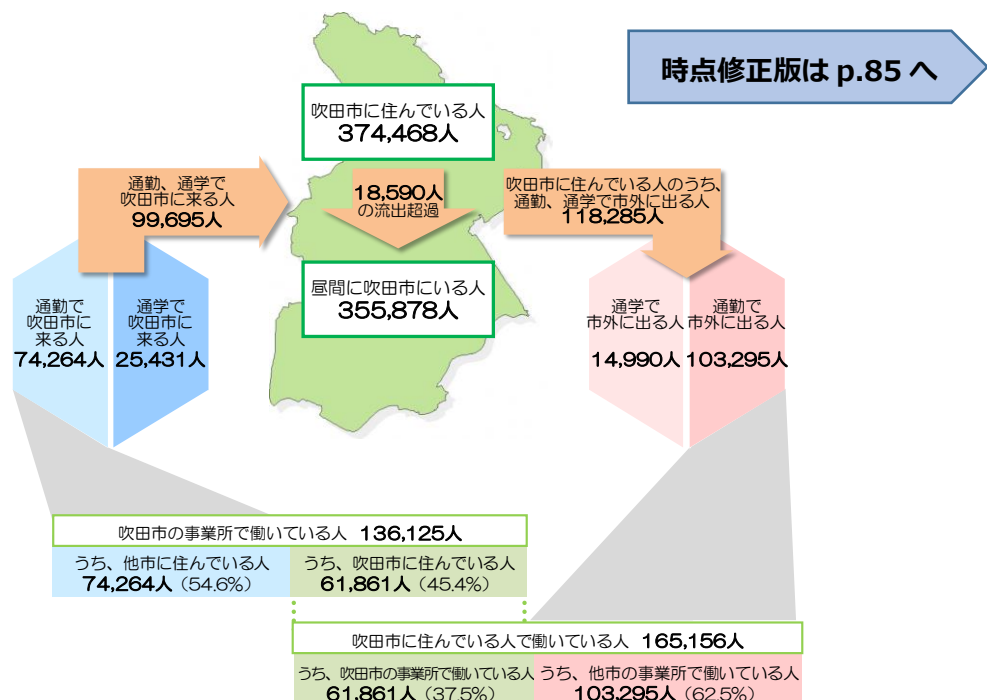 時点修正版は p.85 へ
吹田市に住んでいる人
374,468人
通勤、通学で
吹田市に来る人
99,695人
18,590人
の流出超過
吹田市に住んでいる人のうち、
通勤、通学で市外に出る人
118,285人
昼間に吹田市にいる人
355,878人
通勤で
吹田市に
来る人
74,264人
通学で
吹田市に
来る人
25,431人
通学で
市外に出る人
14,990人
通勤で
市外に出る人
103,295人
吹田市の事業所で働いている人 136,125人
うち、他市に住んでいる人
74,264人（54.6%）
うち、吹田市に住んでいる人
61,861人（45.4%）
吹田市に住んでいる人で働いている人 165,156人
うち、吹田市の事業所で働いている人
61,861人（37.5%）
うち、他市の事業所で働いている人
103,295人（62.5%）